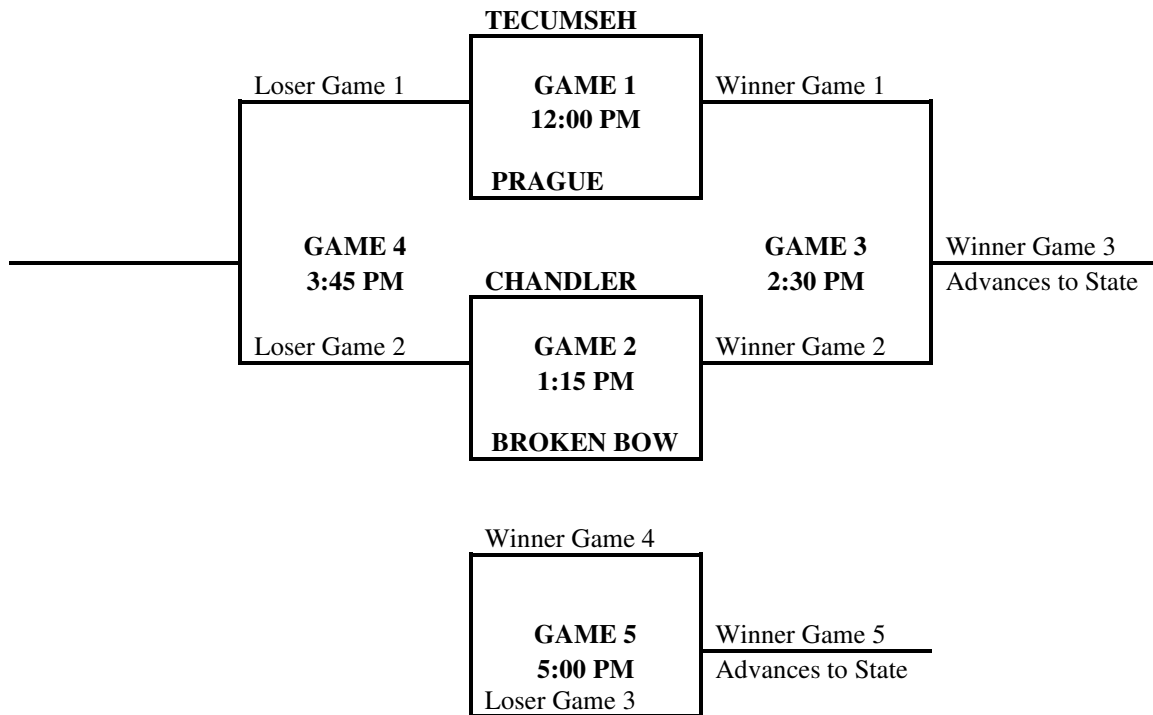 TECUMSEH
Loser Game 1 GAME 1 Winner Game 1
12:00 PM
PRAGUE
GAME 4 GAME 3 Winner Game 3
3:45 PM CHANDLER 2:30 PM Advances to State
Loser Game 2 GAME 2 Winner Game 2
1:15 PM
BROKEN BOW
Winner Game 4
GAME 5 Winner Game 5
5:00 PM Advances to State
Loser Game 3